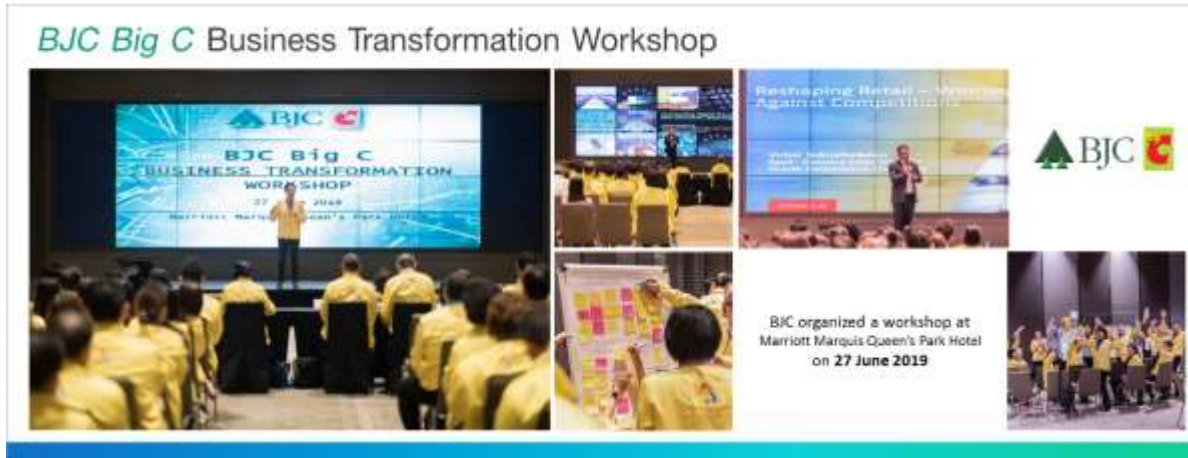 BJC Big C Business Transformation Workshop
BJC
BJC Big C
BUSINESS TRANSFORMATION
WORKSHOP
27 2019
Marriott Marquis Queen's Park Hotel
Reshaping Retail –
Against Competitions
BJC
BJC organized a workshop at
Marriott Marquis Queen's Park Hotel
on 27 June 2019